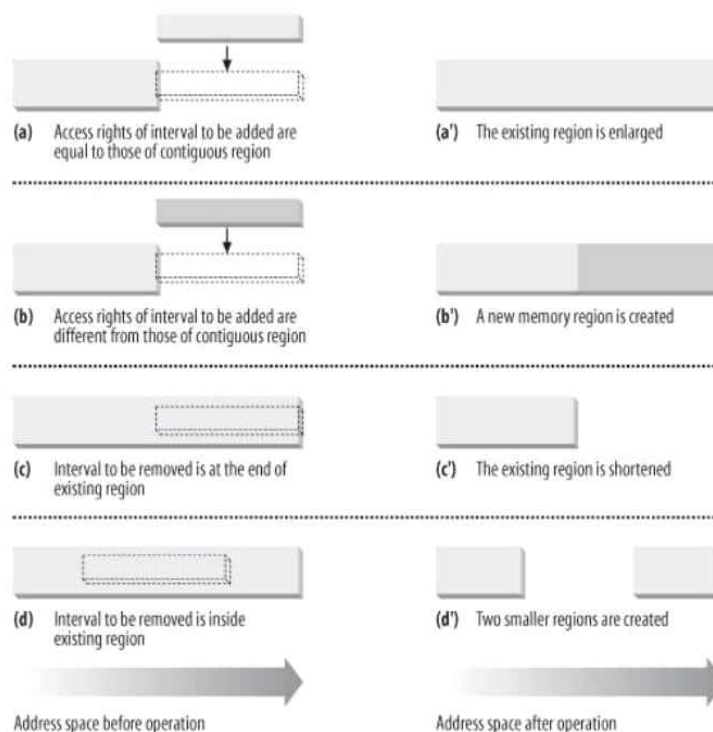 (a) Access rights of interval to be added are
equal to those of contiguous region
(a') The existing region is enlarged
(b) Access rights of interval to be added are
different from those of contiguous region
(b') A new memory region is created
(c) Interval to be removed is at the end of
existing region
(c') The existing region is shortened
(d) Interval to be removed is inside
existing region
(d') Two smaller regions are created
Address space before operation
Address space after operation